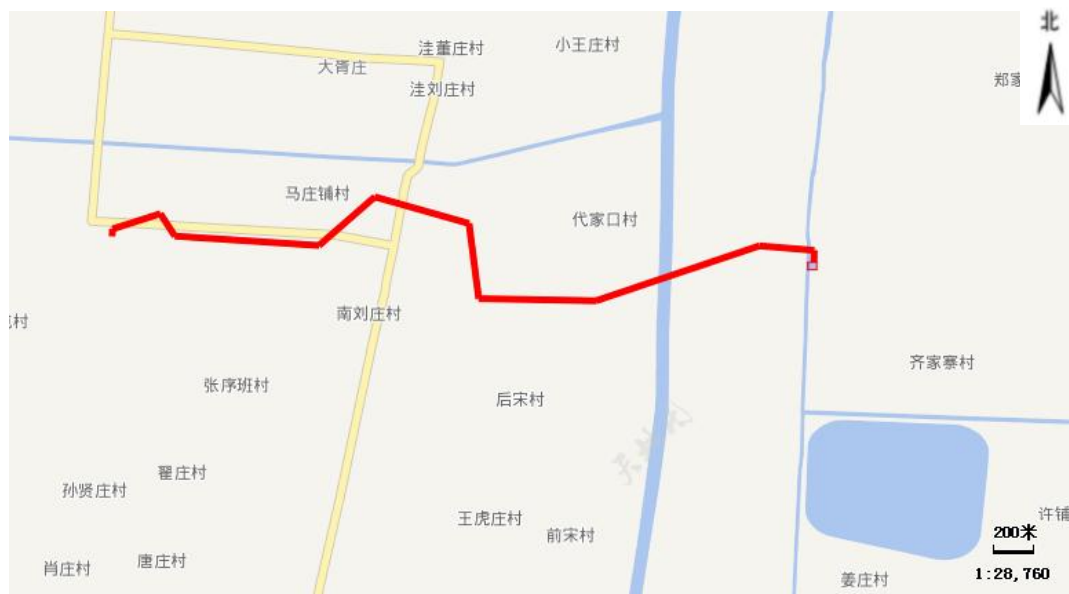 北
洼董庄村
小王庄村
大胥庄
洼刘庄村
郑家
马庄铺村
代家口村
南刘庄村
村
齐家寨村
张序班村
后宋村
翟庄村
孙贤庄村
王虎庄村
许铺
前宋村
200米
唐庄村
肖庄村
1:28,760
姜庄村